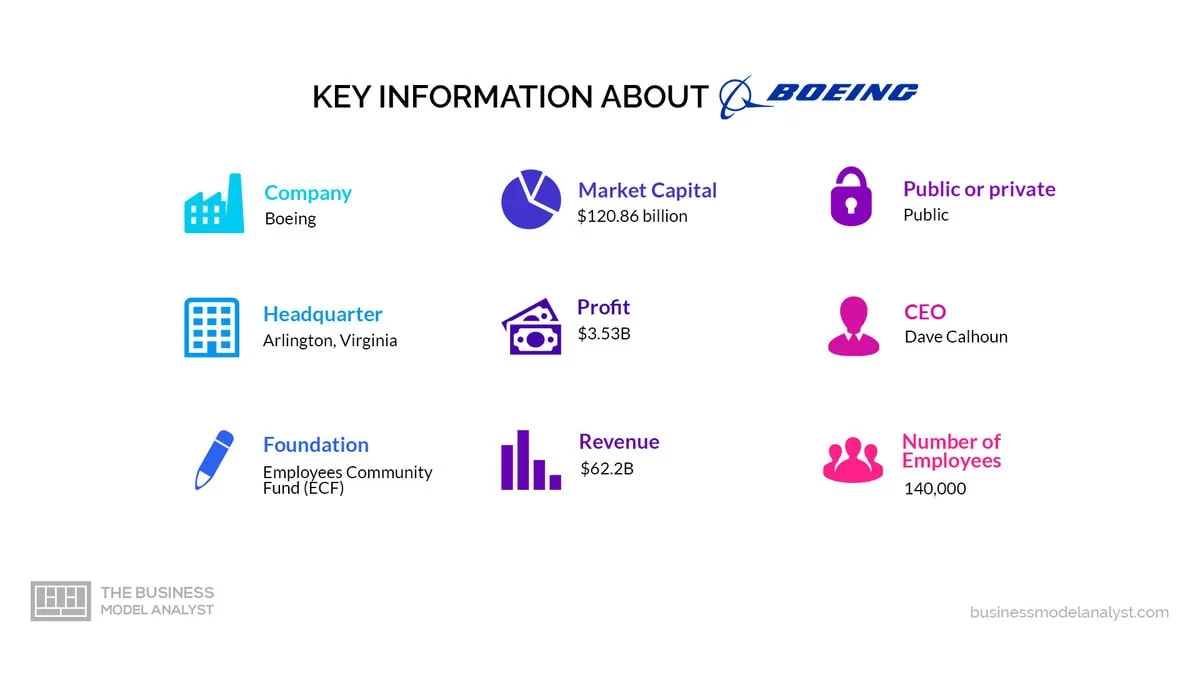 KEY INFORMATION ABOUT BOEING
Company
Boeing
Market Capital
$120.86 billion
Public or private
Public
Headquarter
Arlington, Virginia
Profit
$3.53B
CEO
Dave Calhoun
Foundation
Employees Community
Fund (ECF)
Revenue
$62.2B
Number of
Employees
140,000
THE BUSINESS
MODEL ANALYST
businessmodelanalyst.com